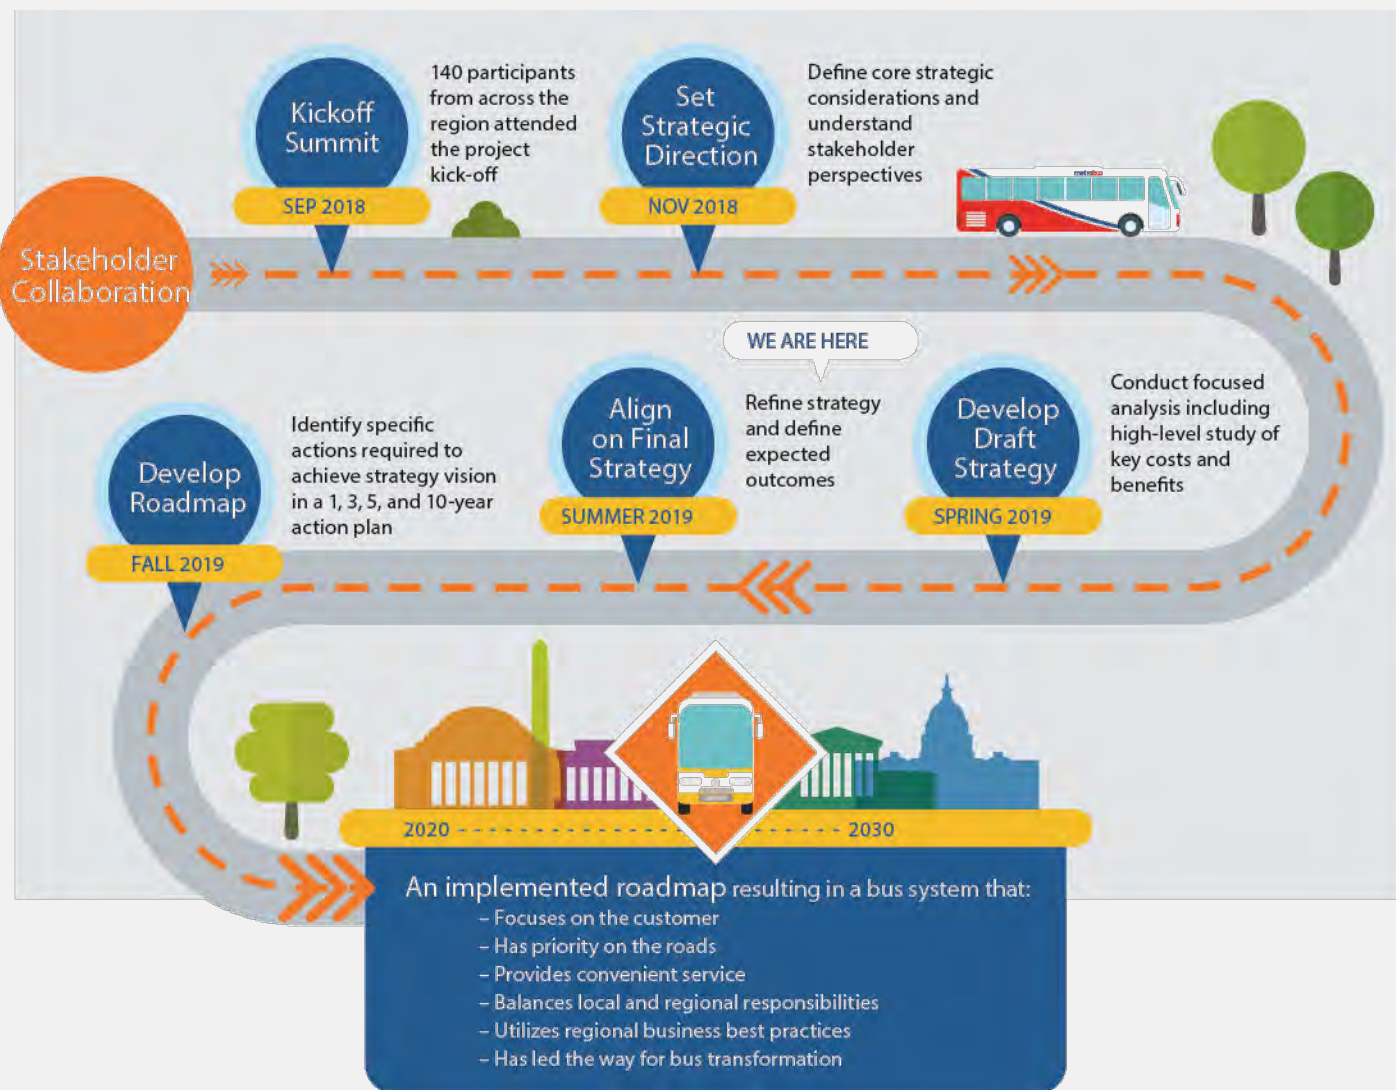 Kickoff
Summit
SEP 2018
140 participants
from across the
region attended
the project
kick-off
Set
Strategic
Direction
NOV 2018
Define core strategic
considerations and
understand
stakeholder
perspectives
metrobus
Stakeholder
Collaboration
WE ARE HERE
Develop
Draft
Strategy
SPRING 2019
Conduct focused
analysis including
high-level study of
key costs and
benefits
Align
on Final
Strategy
SUMMER 2019
Refine strategy
and define
expected
outcomes
Develop
Roadmap
FALL 2019
Identify specific
actions required to
achieve strategy vision
in a 1, 3, 5, and 10-year
action plan
2020 - - - - - - - - - - - - - - - - - - - - - - - - 2030
An implemented roadmap resulting in a bus system that:
– Focuses on the customer
– Has priority on the roads
– Provides convenient service
– Balances local and regional responsibilities
– Utilizes regional business best practices
– Has led the way for bus transformation